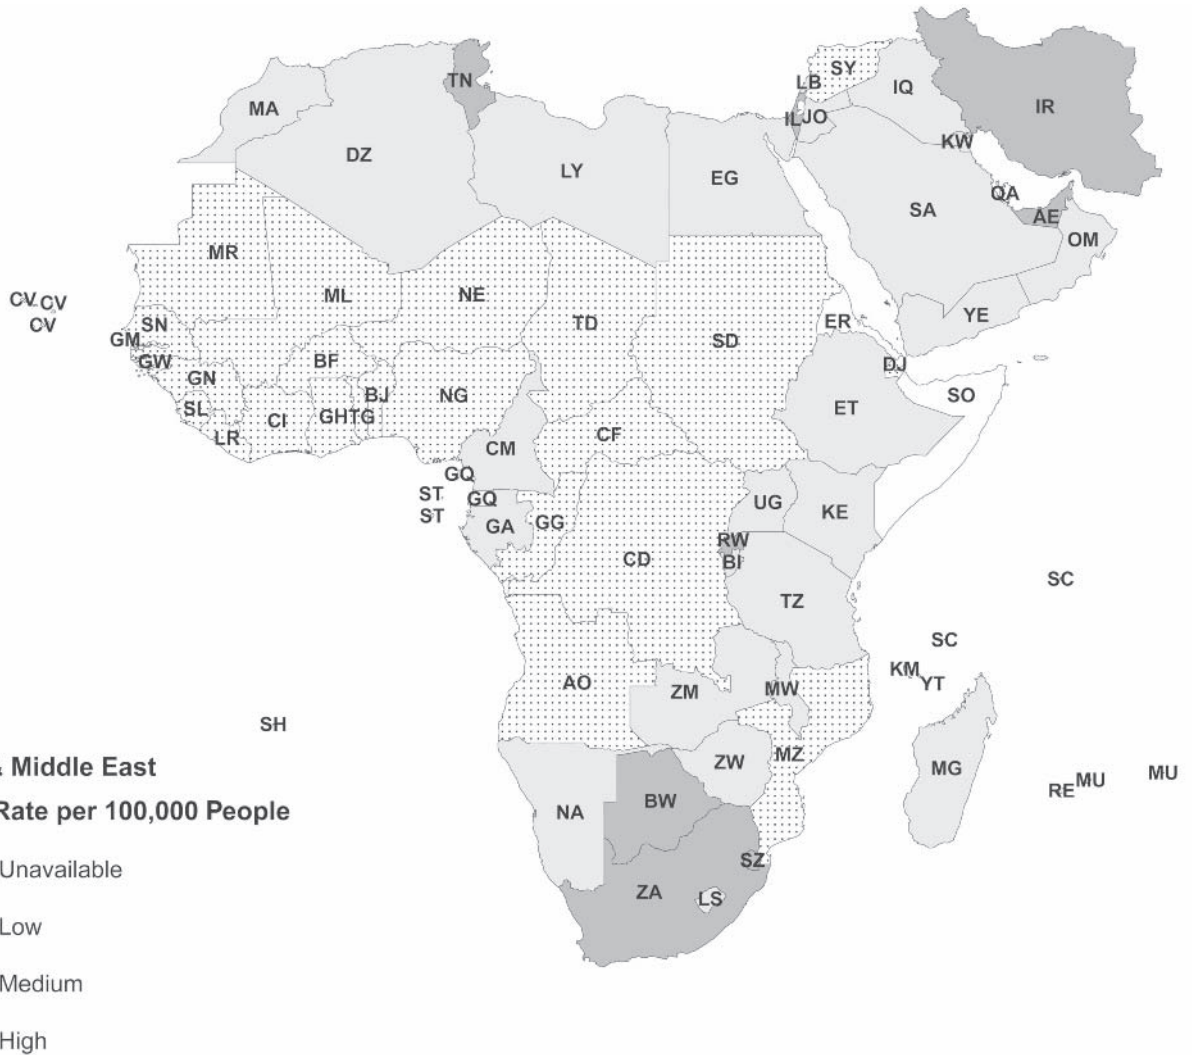 TN
LB
SY
IQ
MA
IL
JO
IR
DZ
KW
LY
EG
QA
SA
AE
OM
MR
CV
CV
CV
ML
NE
TD
SD
ER
YE
SN
GM
GW
GN
BF
BJ
NG
DJ
SO
SL
CI
GH
TG
ET
LR
CM
CF
GQ
ST
GQ
ST
GA
GG
UG
KE
RW
BI
CD
TZ
SC
SC
KM
YT
AO
ZM
MW
SH
MZ
ZW
MG
MU
MU
RE
BW
NA
SZ
ZA
LS
Middle East
Rate per 100,000 People
Unavailable
Low
Medium
High